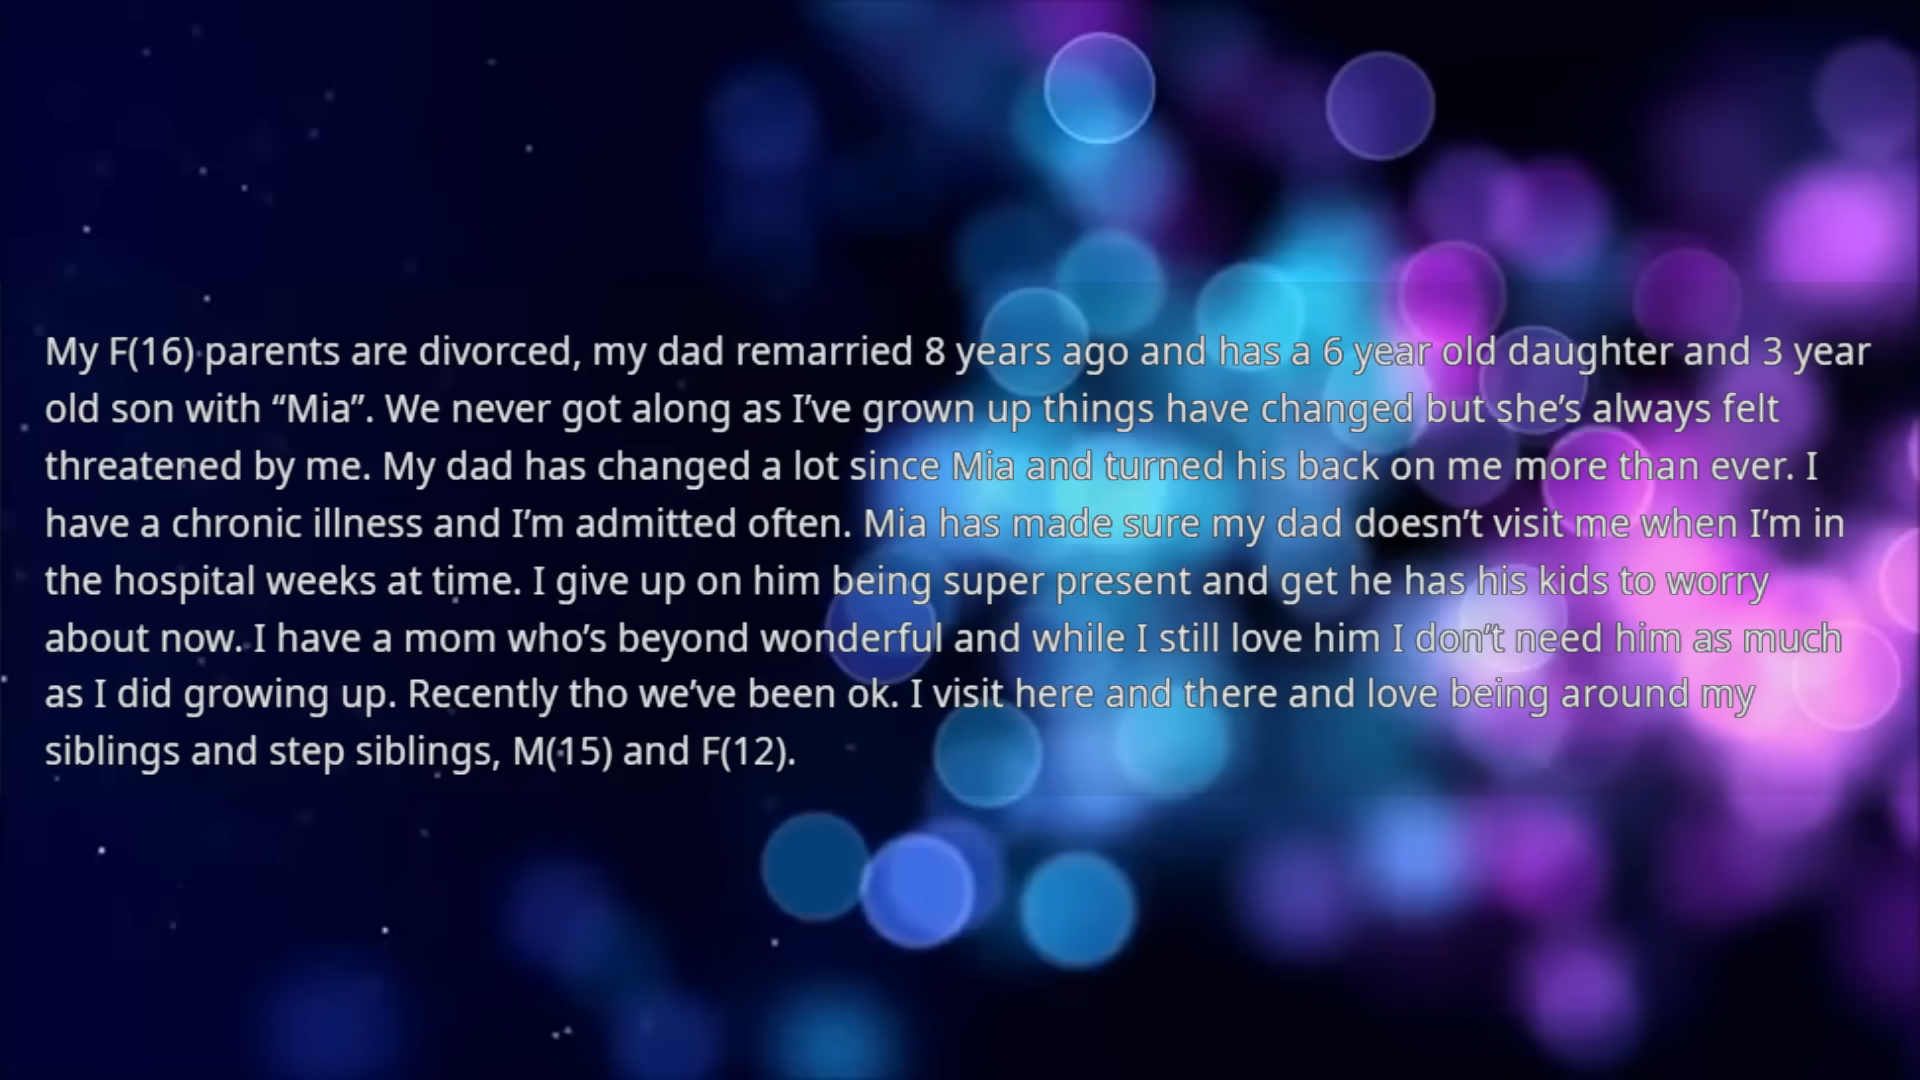 My F(16) parents are divorced, my dad remarried 8 years ago and has a 6 year old daughter and 3 year
old son with “Mia”. We never got along as I’ve grown up things have changed but she’s always felt
threatened by me. My dad has changed a lot since Mia and turned his back on me more than ever. I
have a chronic illness and I’m admitted often. Mia has made sure my dad doesn’t visit me when I’m in
the hospital weeks at time. I give up on him being super present and get he has his kids to worry
about now. I have a mom who’s beyond wonderful and while I still love him I don’t need him as much
as I did growing up. Recently tho we’ve been ok. I visit here and there and love being around my
siblings and step siblings, M(15) and F(12).